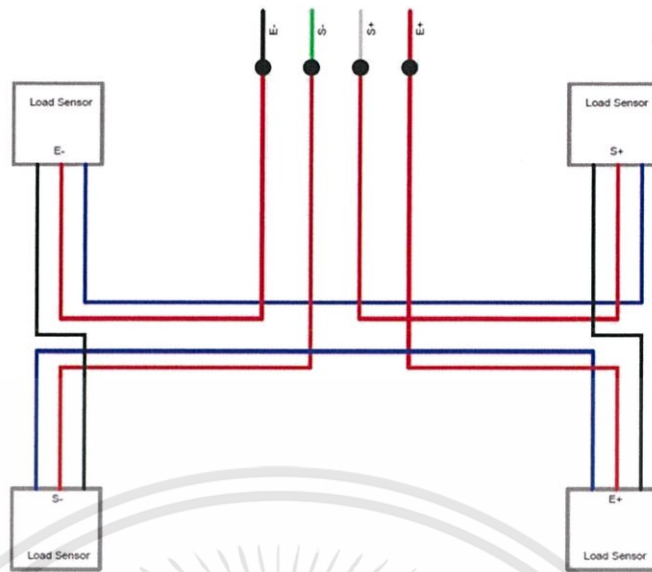 E-
S-
S+
E+
Load Sensor
E-
Load Sensor
S+
S-
Load Sensor
E+
Load Sensor